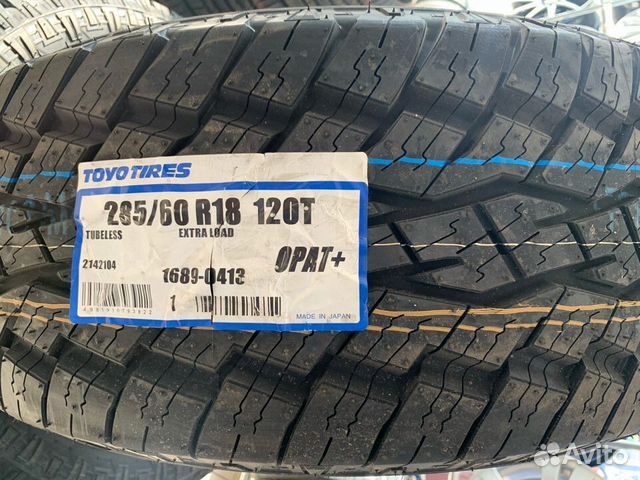 TOYO TIRES
285/60 R18 120T
TUBELESS
EXTRA LOAD
2142104
OPAT+
1689-0413
1
MADE IN JAPAN
Avito